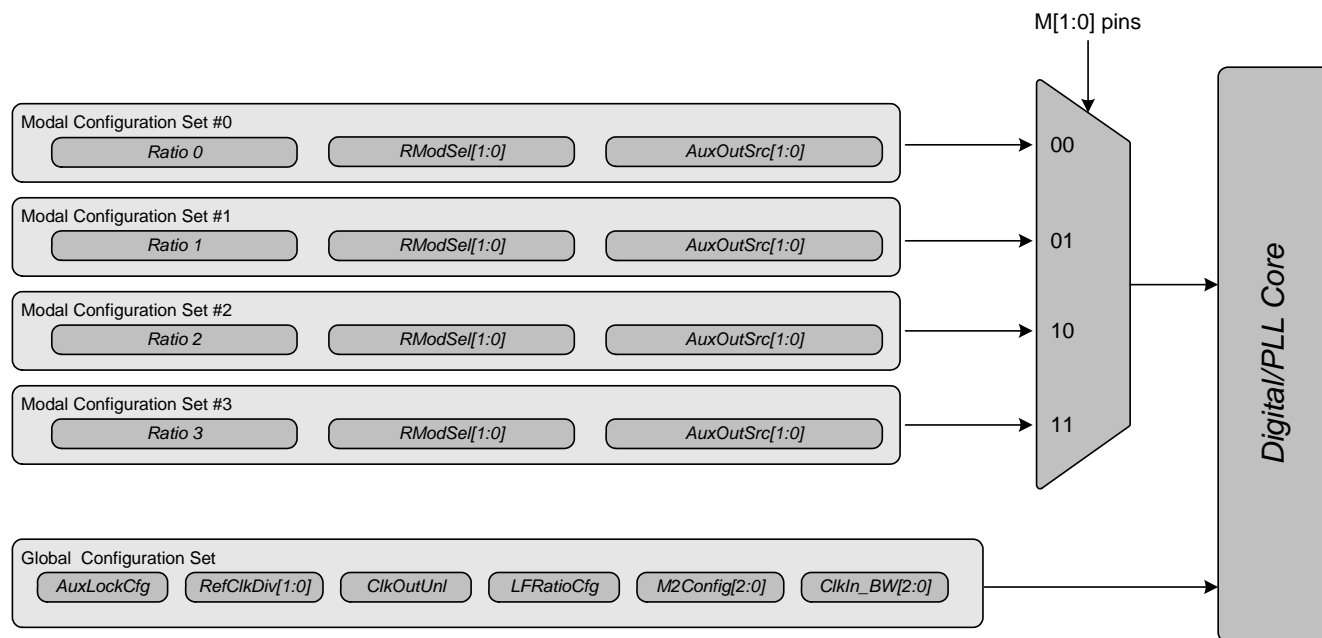 M[1:0] pins
Modal Configuration Set #0
Ratio 0 RModSel[1:0] AuxOutSrc[1:0]
00
Modal Configuration Set #1
Ratio 1 RModSel[1:0] AuxOutSrc[1:0]
01
Modal Configuration Set #2
Ratio 2 RModSel[1:0] AuxOutSrc[1:0]
10
Modal Configuration Set #3
Ratio 3 RModSel[1:0] AuxOutSrc[1:0]
11
Digital/PLL Core
Global Configuration Set
AuxLockCfg RefClkDiv[1:0] ClkOutUnl LFRatioCfg M2Config[2:0] ClkIn_BW[2:0]